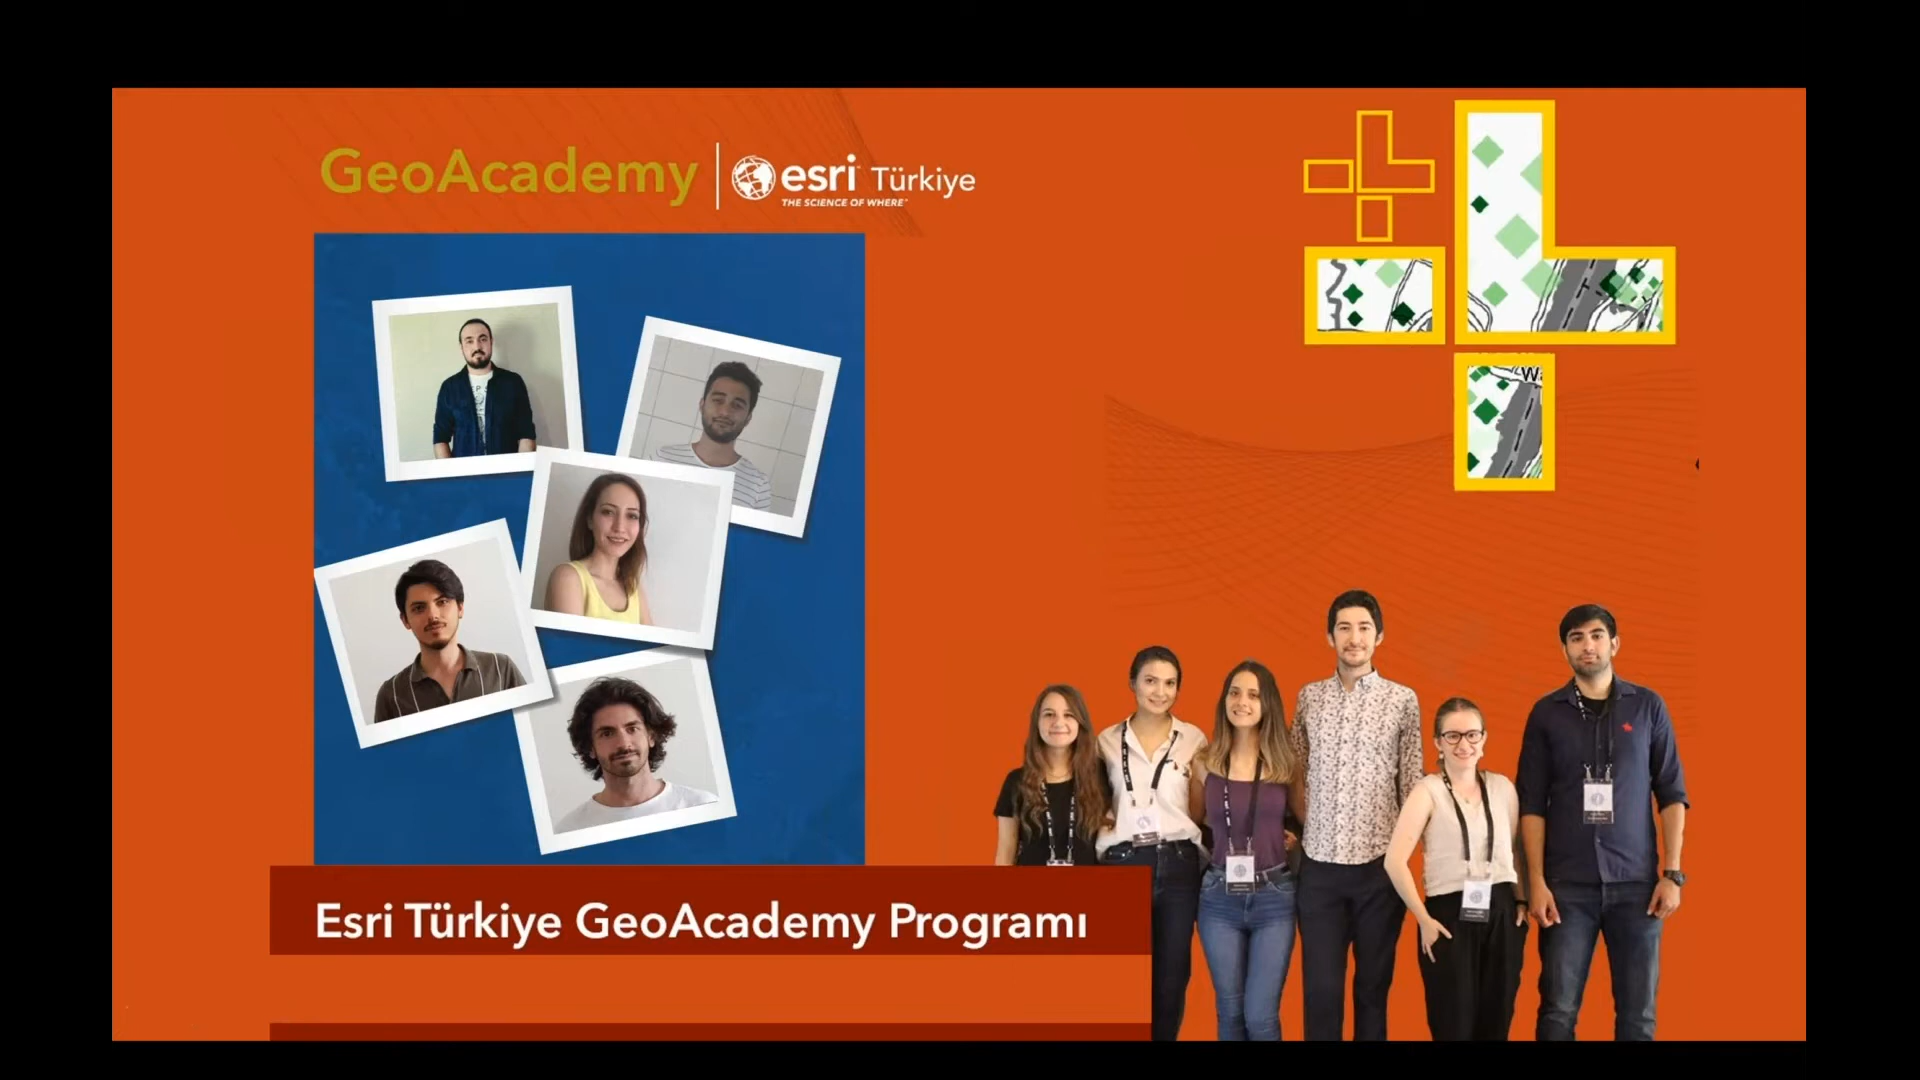 GeoAcademy
esri Türkiye
THE SCIENCE OF WHERE
Esri Türkiye GeoAcademy Programı